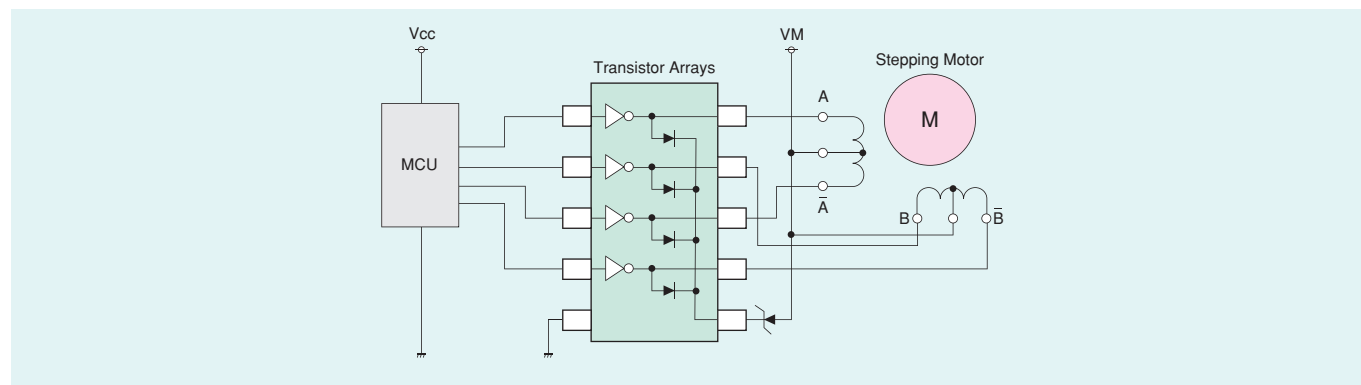 Vcc
VM
Stepping Motor
Transistor Arrays
A
M
MCU
A̅
B
B̅